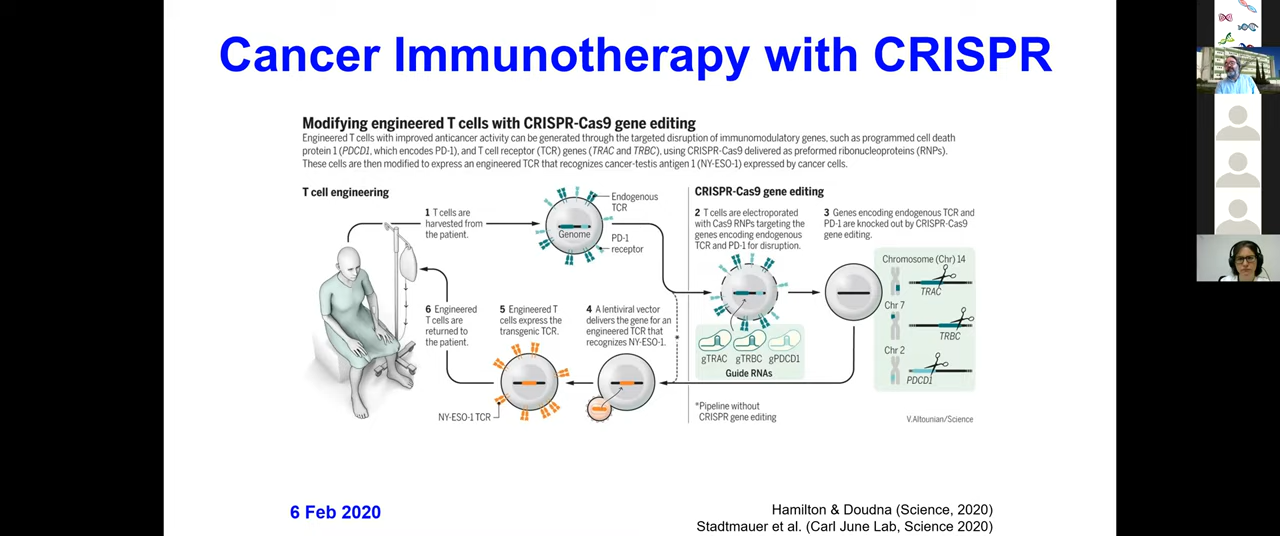 Cancer Immunotherapy with CRISPR
Modifying engineered T cells with CRISPR-Cas9 gene editing
Engineered T cells with improved anticancer activity can be generated through the targeted disruption of immunomodulatory genes, such as programmed cell death
protein 1 (PDCD1, which encodes PD-1), and T cell receptor (TCR) genes (TRAC and TRBC), using CRISPR-Cas9 delivered as preformed ribonucleoproteins (RNPs).
These cells are then modified to express an engineered TCR that recognizes cancer-testis antigen 1 (NY-ESO-1) expressed by cancer cells.
T cell engineering
1 T cells are
harvested from
the patient.
Endogenous
TCR
Genome
PD-1
receptor
CRISPR-Cas9 gene editing
2 T cells are electroporated
with Cas9 RNPs targeting the
genes encoding endogenous
TCR and PD-1 for disruption.
3 Genes encoding endogenous TCR and
PD-1 are knocked out by CRISPR-Cas9
gene editing.
Chromosome (Chr) 14
TRAC
Chr 7
TRBC
Chr 2
PDCD1
gTRAC gTRBC gPDCD1
Guide RNAs
4 A lentiviral vector
delivers the gene for an
engineered TCR that
recognizes NY-ESO-1.
5 Engineered T
cells express the
transgenic TCR.
6 Engineered
T cells are
returned to
the patient.
NY-ESO-1 TCR
*
*Pipeline without
CRISPR gene editing
V.Altounian/Science
6 Feb 2020
Hamilton & Doudna (Science, 2020)
Stadtmauer et al. (Carl June Lab, Science 2020)